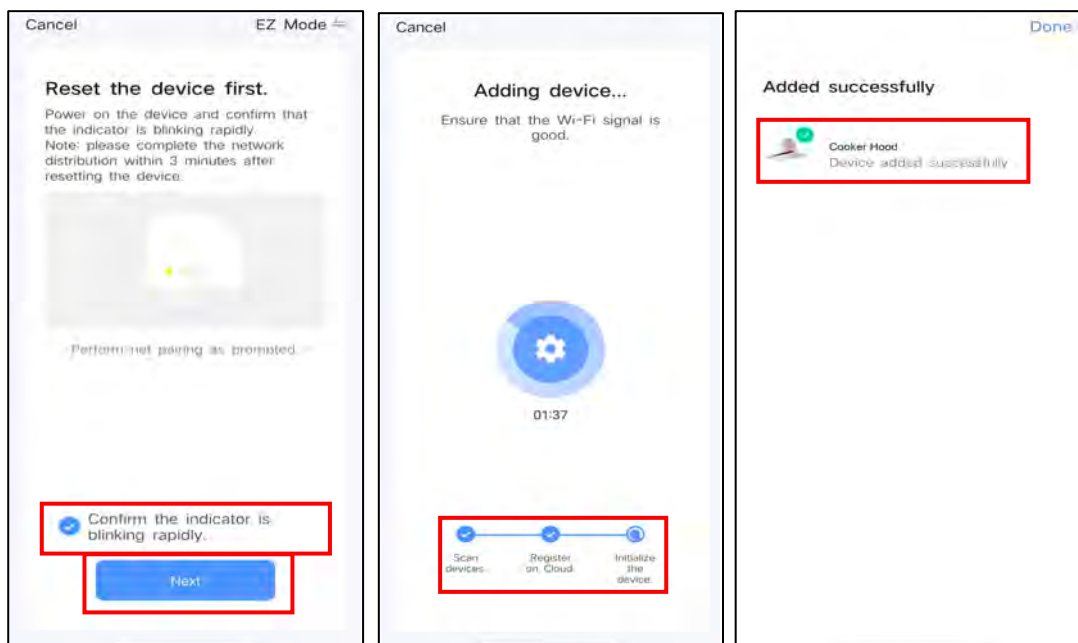 Cancel
EZ Mode
Reset the device first.
Power on the device and confirm that
the indicator is blinking rapidly.
Note: please complete the network
distribution within 3 minutes after
resetting the device.
Perform net pairing as prompted.
Confirm the indicator is
blinking rapidly.
Next
Cancel
Adding device...
Ensure that the Wi-Fi signal is
good.
01:37
Scan
devices.
Register
on Cloud.
Initialize
the
device.
Done
Added successfully
Cooker Hood
Device added successfully